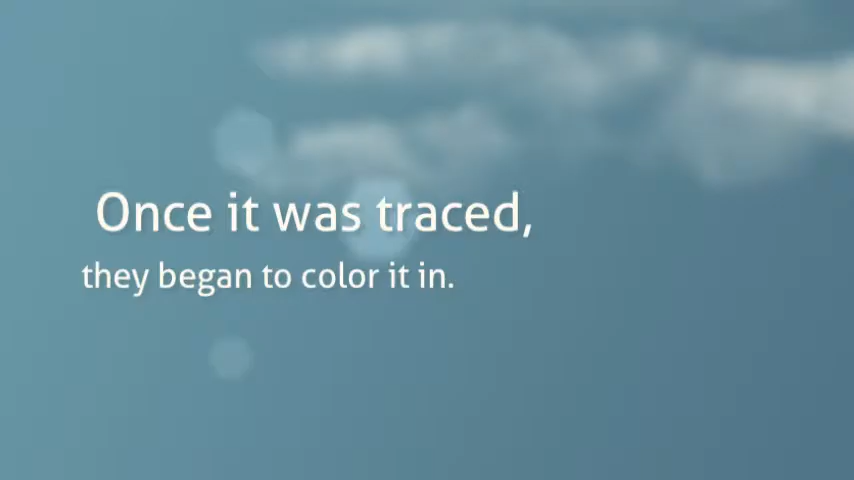 Once it was traced,
they began to color it in.